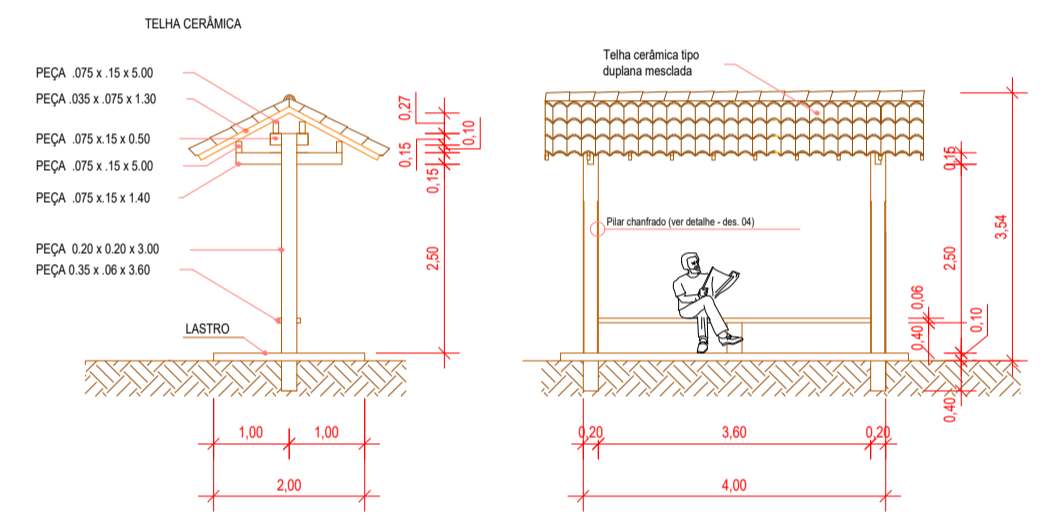 TELHA CERÂMICA
PEÇA .075 x .15 x 5.00
PEÇA .035 x .075 x 1.30
PEÇA .075 x.15 x 0.50
PEÇA .075 x .15 x 5.00
PEÇA .075 x.15 x 1.40
PEÇA 0.20 x 0.20 x 3.00
PEÇA 0.35 x .06 x 3.60
LASTRO
0,27
0,10
0,15
0,15
2,50
1,00
1,00
2,00
Telha cerâmica tipo
duplana mesclada
Pilar chanfrado (ver detalhe - des. 04)
0,15
3,54
2,50
0,06
0,10
0,40
0,40
0,20
3,60
0,20
4,00